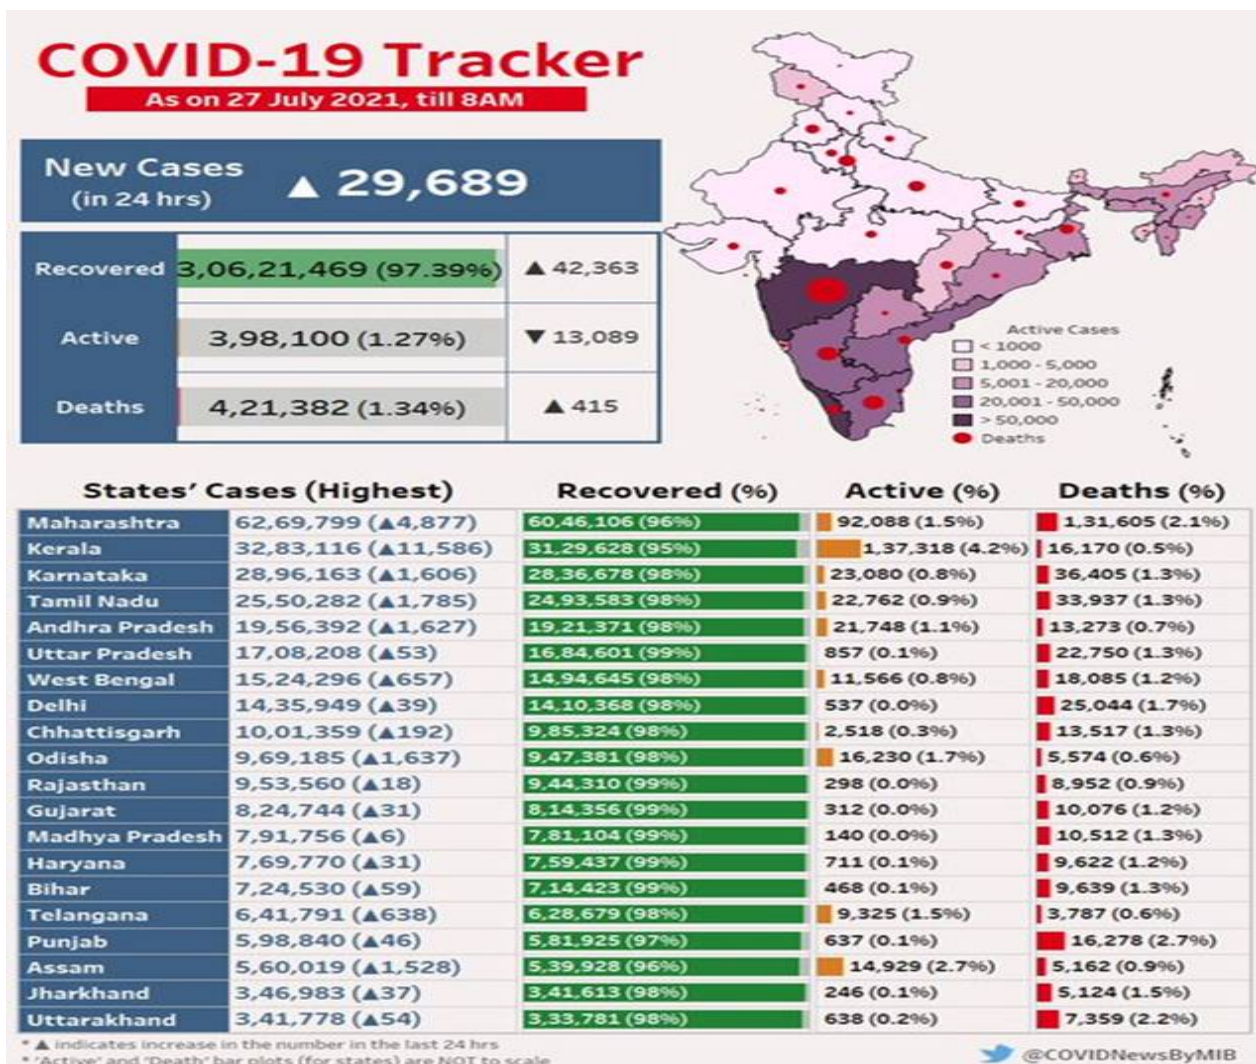 COVID-19 Tracker
As on 27 July 2021, till 8AM
New Cases
(in 24 hrs)
▲ 29,689
Recovered 3,06,21,469 (97.39%) ▲ 42,363
Active 3,98,100 (1.27%) ▼ 13,089
Deaths 4,21,382 (1.34%) ▲ 415
Active Cases
< 1000
1,000 - 5,000
5,001 - 20,000
20,001 - 50,000
> 50,000
Deaths
States' Cases (Highest) Recovered (%) Active (%) Deaths (%)
Maharashtra 62,69,799 (▲4,877) 60,46,106 (96%) 92,088 (1.5%) 1,31,605 (2.1%)
Kerala 32,83,116 (▲11,586) 31,29,628 (95%) 1,37,318 (4.2%) 16,170 (0.5%)
Karnataka 28,96,163 (▲1,606) 28,36,678 (98%) 23,080 (0.8%) 36,405 (1.3%)
Tamil Nadu 25,50,282 (▲1,785) 24,93,583 (98%) 22,762 (0.9%) 33,937 (1.3%)
Andhra Pradesh 19,56,392 (▲1,627) 19,21,371 (98%) 21,748 (1.1%) 13,273 (0.7%)
Uttar Pradesh 17,08,208 (▲53) 16,84,601 (99%) 857 (0.1%) 22,750 (1.3%)
West Bengal 15,24,296 (▲657) 14,94,645 (98%) 11,566 (0.8%) 18,085 (1.2%)
Delhi 14,35,949 (▲39) 14,10,368 (98%) 537 (0.0%) 25,044 (1.7%)
Chhattisgarh 10,01,359 (▲192) 9,85,324 (98%) 2,518 (0.3%) 13,517 (1.3%)
Odisha 9,69,185 (▲1,637) 9,47,381 (98%) 16,230 (1.7%) 5,574 (0.6%)
Rajasthan 9,53,560 (▲18) 9,44,310 (99%) 298 (0.0%) 8,952 (0.9%)
Gujarat 8,24,744 (▲31) 8,14,356 (99%) 312 (0.0%) 10,076 (1.2%)
Madhya Pradesh 7,91,756 (▲6) 7,81,104 (99%) 140 (0.0%) 10,512 (1.3%)
Haryana 7,69,770 (▲31) 7,59,437 (99%) 711 (0.1%) 9,622 (1.2%)
Bihar 7,24,530 (▲59) 7,14,423 (99%) 468 (0.1%) 9,639 (1.3%)
Telangana 6,41,791 (▲638) 6,28,679 (98%) 9,325 (1.5%) 3,787 (0.6%)
Punjab 5,98,840 (▲46) 5,81,925 (97%) 637 (0.1%) 16,278 (2.7%)
Assam 5,60,019 (▲1,528) 5,39,928 (96%) 14,929 (2.7%) 5,162 (0.9%)
Jharkhand 3,46,983 (▲37) 3,41,613 (98%) 246 (0.1%) 5,124 (1.5%)
Uttarakhand 3,41,778 (▲54) 3,33,781 (98%) 638 (0.2%) 7,359 (2.2%)
* ▲ indicates increase in the number in the last 24 hrs
* 'Active' and 'Death' bar plots (for states) are NOT to scale
@COVIDNewsByMIB